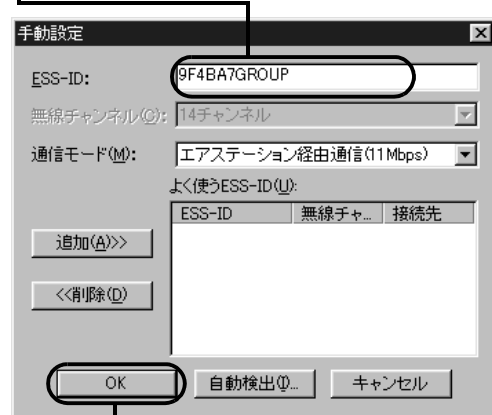 手動設定
ESS-ID: 9F4BA7GROUP
無線チャンネル(C): 14チャンネル
通信モード(M): エアステーション経由通信(11Mbps)
よく使うESS-ID(U):
ESS-ID 無線チャ... 接続先
追加(A)>>
<<削除(D)
OK 自動検出(I)... キャンセル